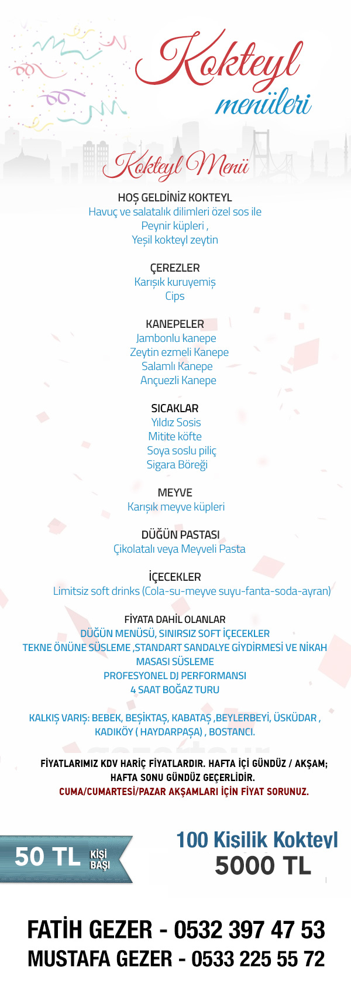 Kokteyl
menüleri
Kokteyl Menü
HOŞ GELDİNİZ KOKTEYL
Havuç ve salatalık dilimleri özel sos ile
Peynir küpleri ,
Yeşil kokteyl zeytin
ÇEREZLER
Karışık kuruyemiş
Cips
KANEPELER
Jambonlu kanepe
Zeytin ezmeli Kanepe
Salamlı Kanepe
Ançuezli Kanepe
SICAKLAR
Yıldız Sosis
Mitite köfte
Soya soslu piliç
Sigara Böreği
MEYVE
Karışık meyve küpleri
DÜĞÜN PASTASI
Çikolatalı veya Meyveli Pasta
İÇECEKLER
Limitsiz soft drinks (Cola-su-meyve suyu-fanta-soda-ayran)
FİYATA DAHİL OLANLAR
DÜĞÜN MENÜSÜ, SINIRSIZ SOFT İÇECEKLER
TEKNE ÖNÜNE SÜSLEME ,STANDART SANDALYE GİYDİRMESİ VE NİKAH
MASASI SÜSLEME
PROFESYONEL DJ PERFORMANSI
4 SAAT BOĞAZ TURU
KALKIŞ VARIŞ: BEBEK, BEŞİKTAŞ, KABATAŞ ,BEYLERBEYİ, ÜSKÜDAR ,
KADIKÖY ( HAYDARPAŞA) , BOSTANCI.
FİYATLARIMIZ KDV HARİÇ FİYATLARDIR. HAFTA İÇİ GÜNDÜZ / AKŞAM;
HAFTA SONU GÜNDÜZ GEÇERLİDİR.
CUMA/CUMARTESİ/PAZAR AKŞAMLARI İÇİN FİYAT SORUNUZ.
50 TL KİŞİ BAŞI
100 Kişilik Kokteyl
5000 TL
FATİH GEZER - 0532 397 47 53
MUSTAFA GEZER - 0533 225 55 72